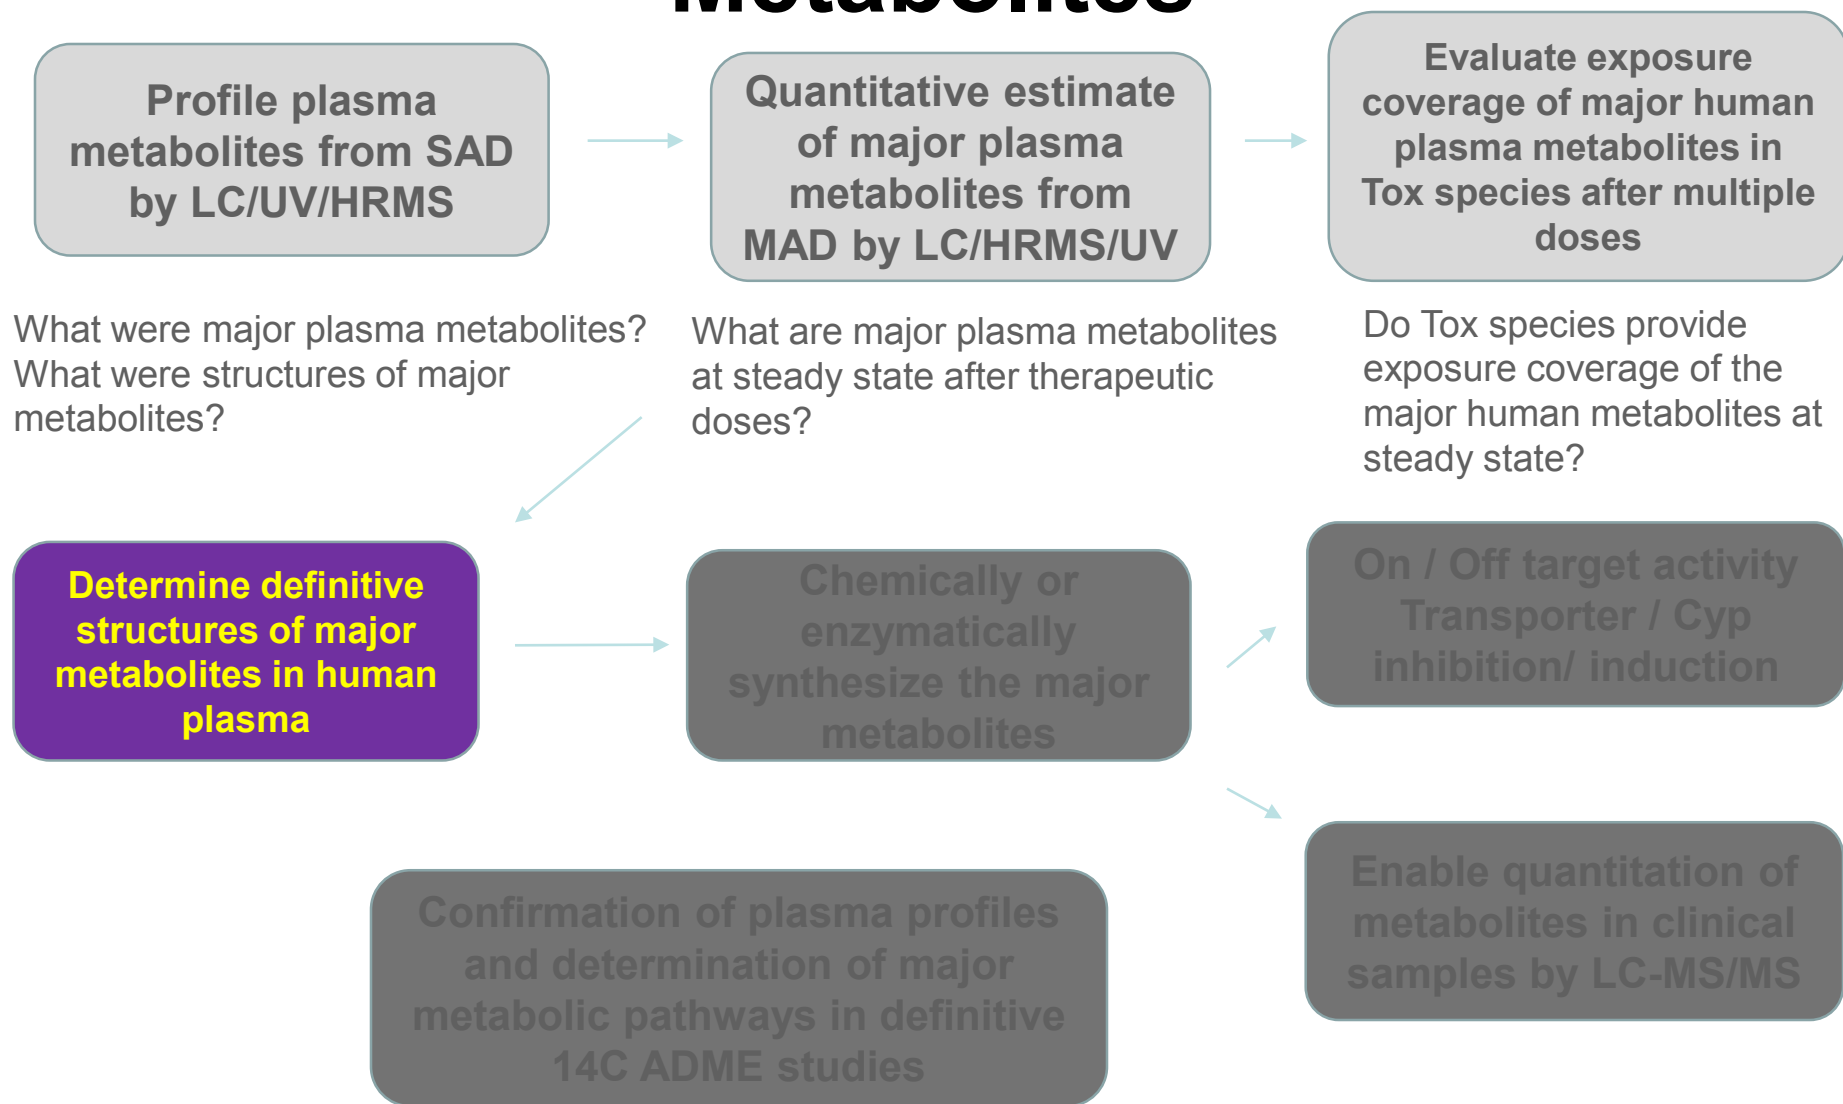 Metabolites
Profile plasma
metabolites from SAD
by LC/UV/HRMS
Quantitative estimate
of major plasma
metabolites from
MAD by LC/HRMS/UV
Evaluate exposure
coverage of major human
plasma metabolites in
Tox species after multiple
doses
What were major plasma metabolites?
What were structures of major
metabolites?
What are major plasma metabolites
at steady state after therapeutic
doses?
Do Tox species provide
exposure coverage of the
major human metabolites at
steady state?
Determine definitive
structures of major
metabolites in human
plasma
Chemically or
enzymatically
synthesize the major
metabolites
On / Off target activity
Transporter / Cyp
inhibition/ induction
Confirmation of plasma profiles
and determination of major
metabolic pathways in definitive
14C ADME studies
Enable quantitation of
metabolites in clinical
samples by LC-MS/MS